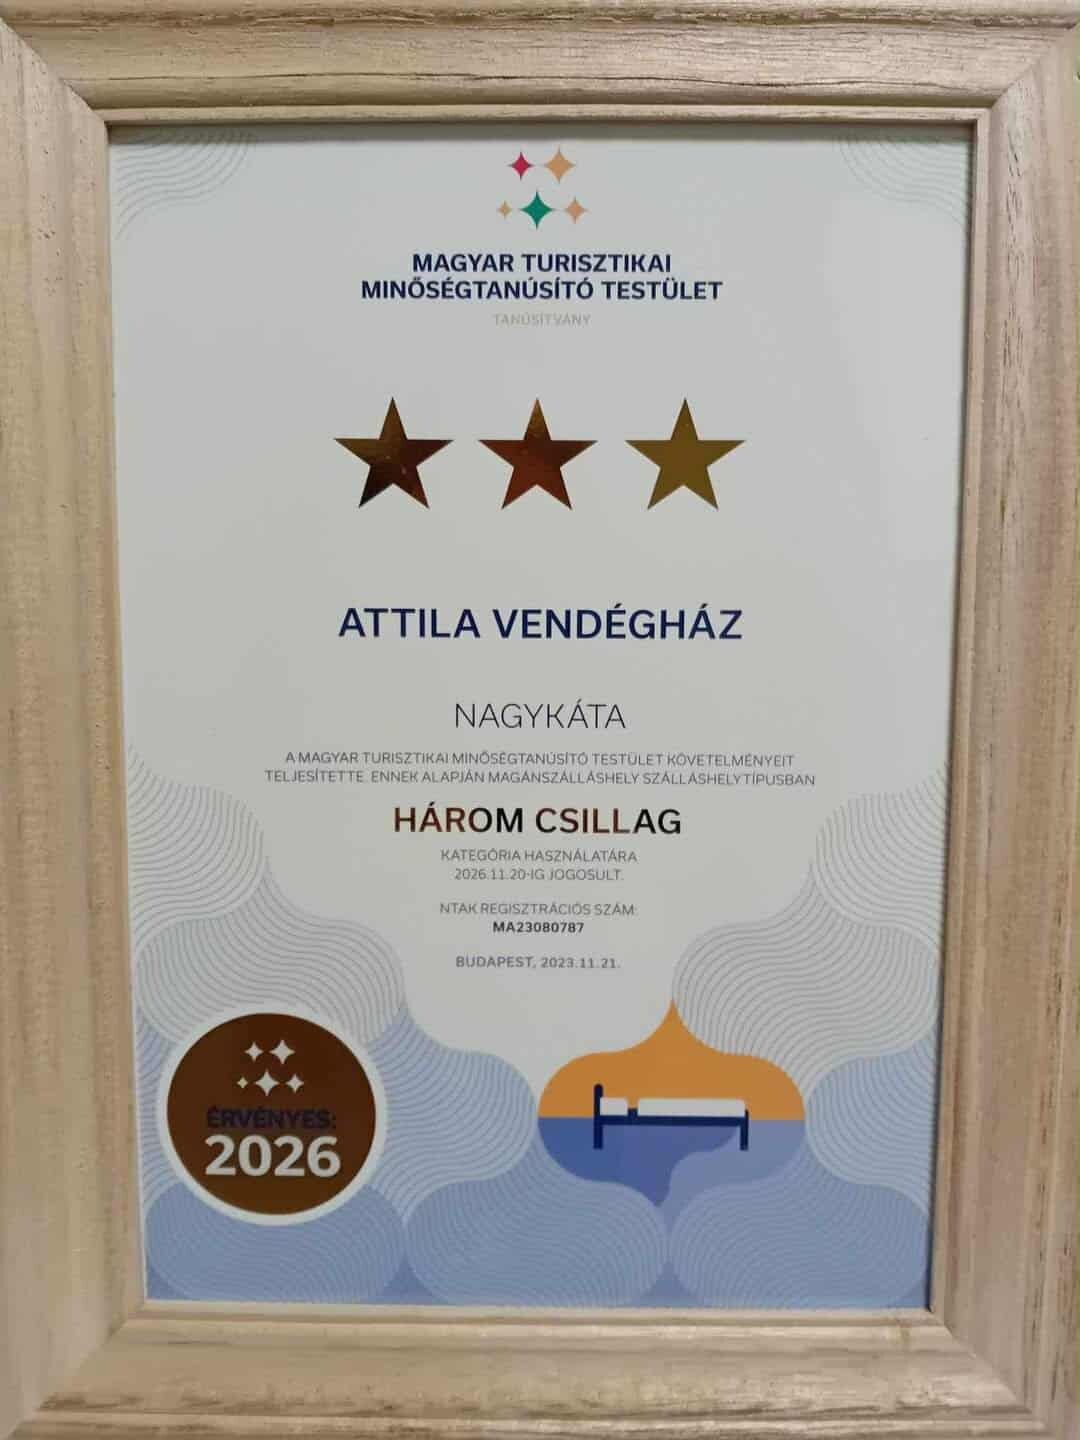 MAGYAR TURISZTIKAI
MINŐSÉGTANÚSÍTÓ TESTÜLET
TANÚSÍTVÁNY
ATTILA VENDÉGHÁZ
NAGYKÁTA
A MAGYAR TURISZTIKAI MINŐSÉGTANÚSÍTÓ TESTÜLET KÖVETELMÉNYEIT
TELJESÍTETTE. ENNEK ALAPJÁN MAGÁNSZÁLLÁSHELY SZÁLLÁSHELYTÍPUSBAN
HÁROM CSILLAG
KATEGÓRIA HASZNÁLATÁRA
2026.11.20-IG JOGOSULT.
NTAK REGISZTRÁCIÓS SZÁM:
MA23080787
BUDAPEST, 2023.11.21.
ÉRVÉNYES:
2026